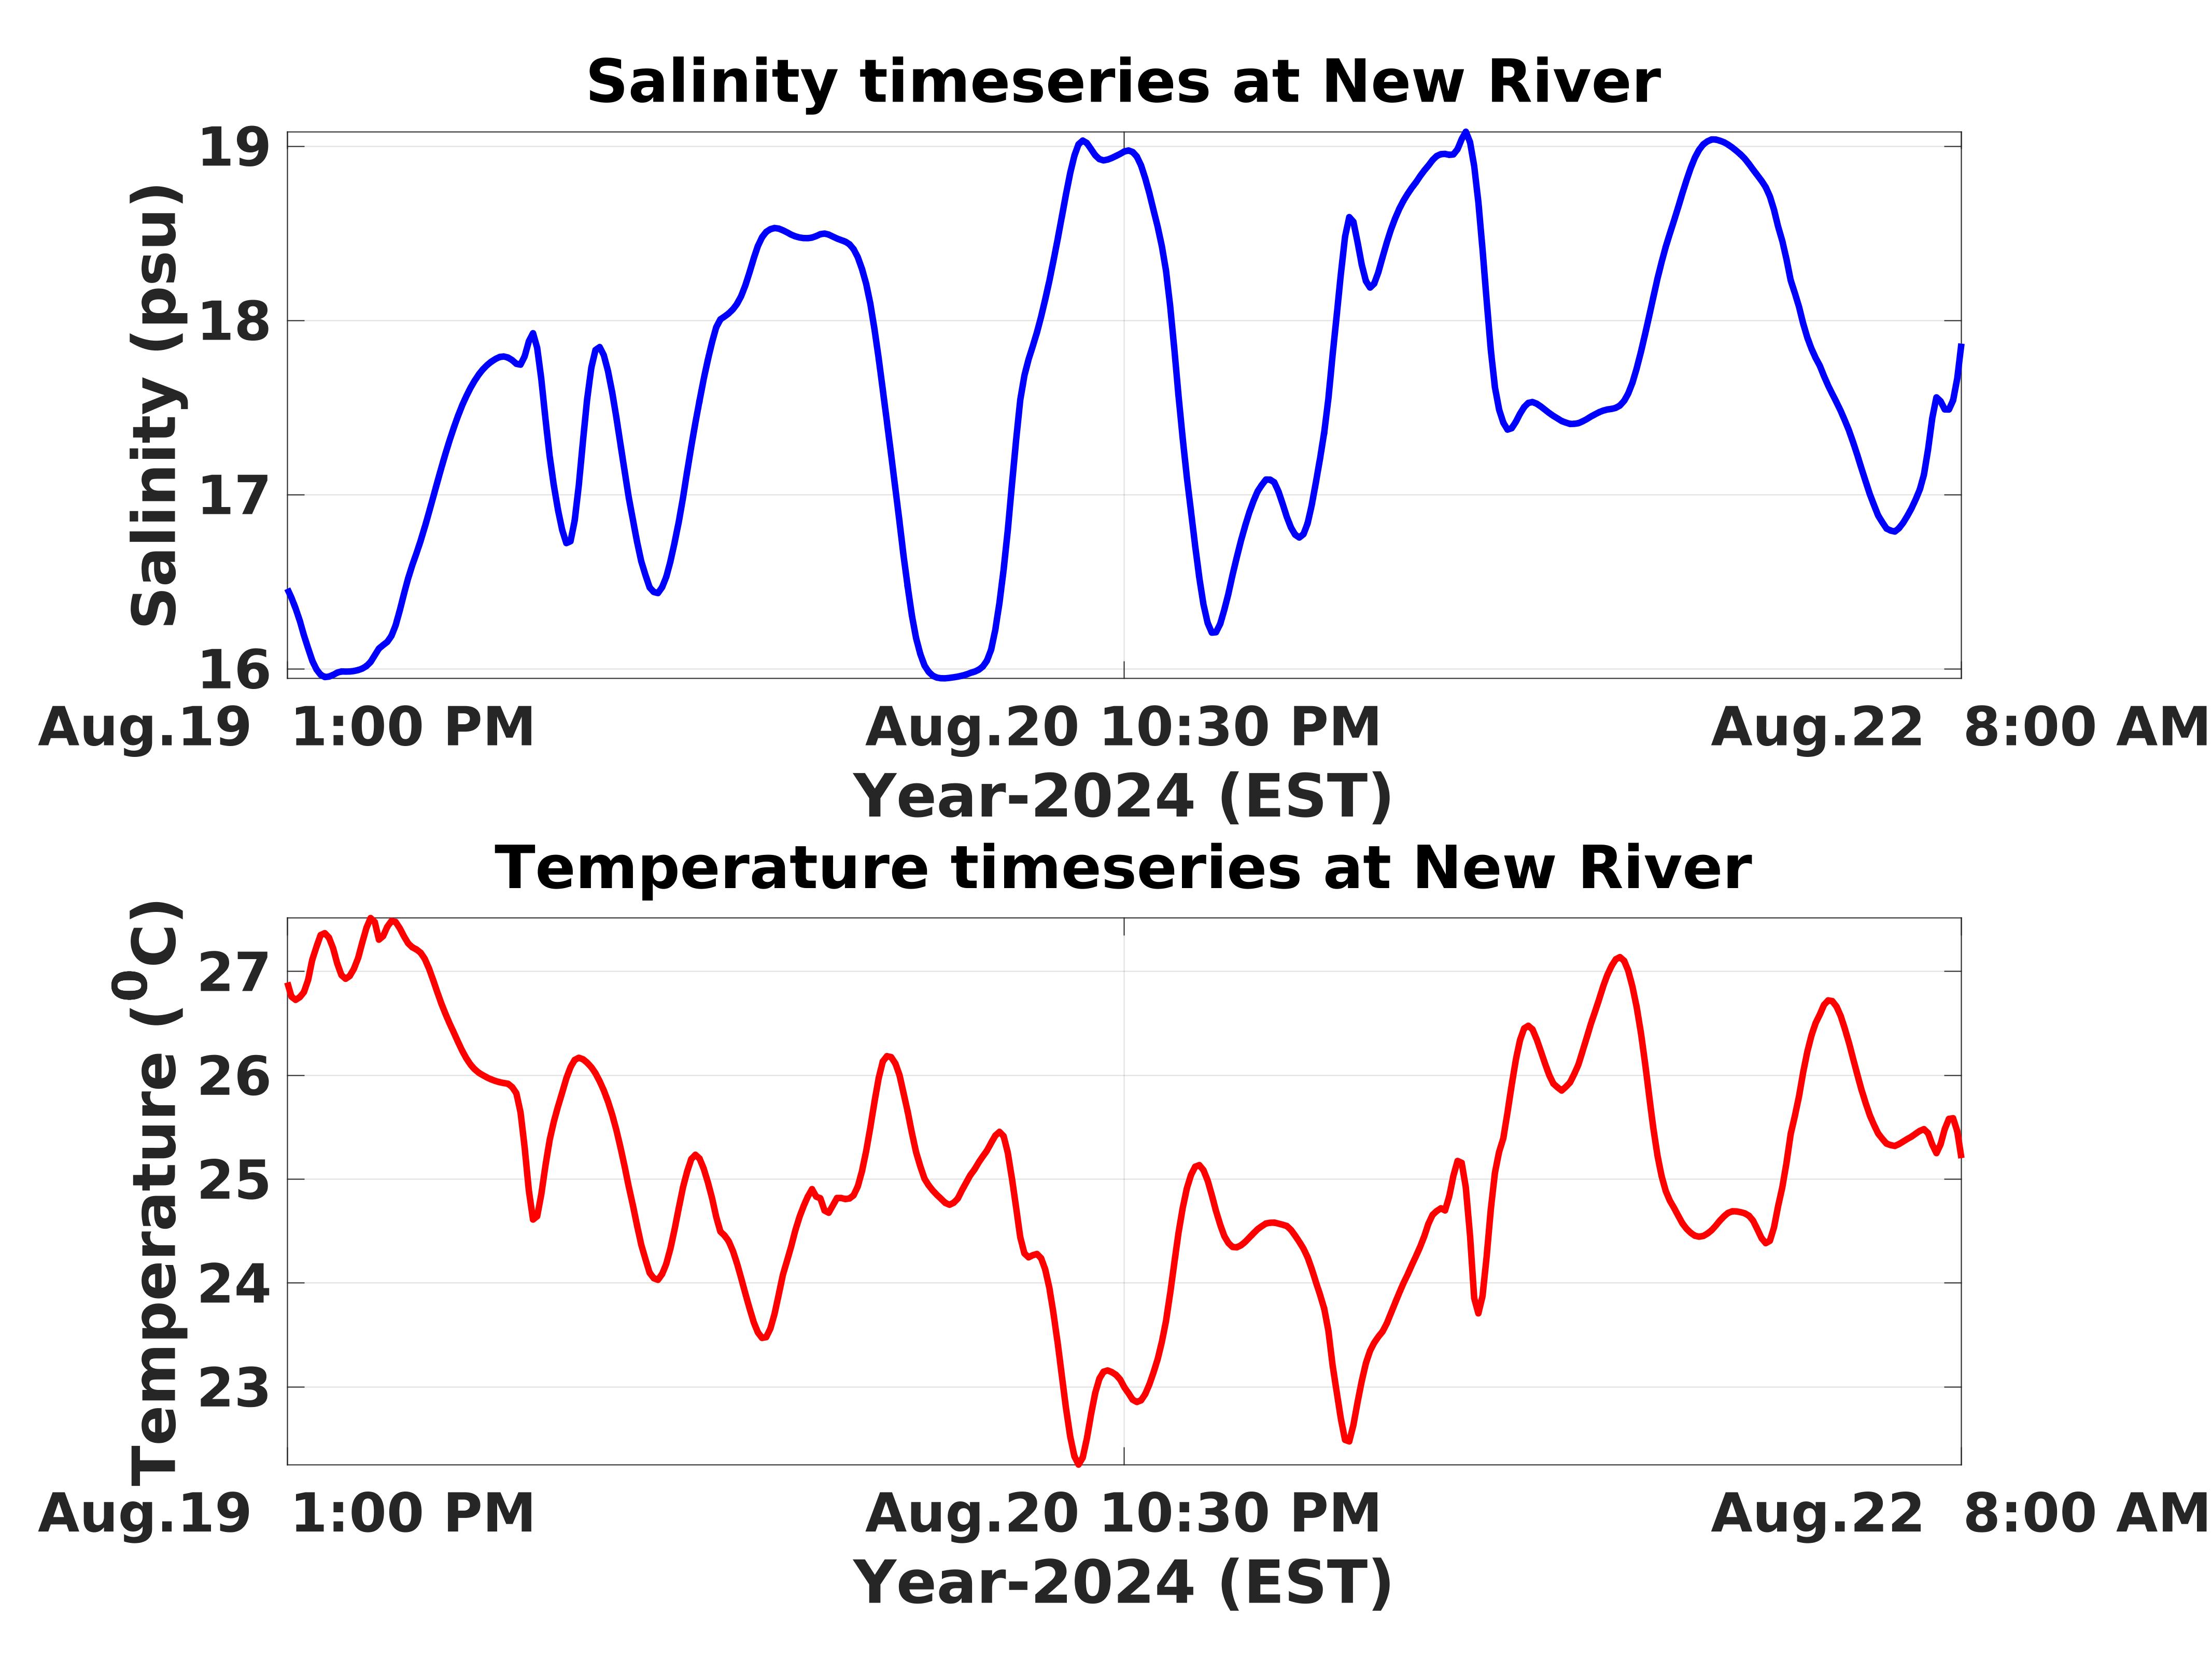 Salinity timeseries at New River
Salinity (psu)
19
18
17
16
Aug.19  1:00 PM
Aug.20 10:30 PM
Aug.22  8:00 AM
Year-2024 (EST)
Temperature timeseries at New River
Temperature (⁰C)
27
26
25
24
23
Aug.19  1:00 PM
Aug.20 10:30 PM
Aug.22  8:00 AM
Year-2024 (EST)